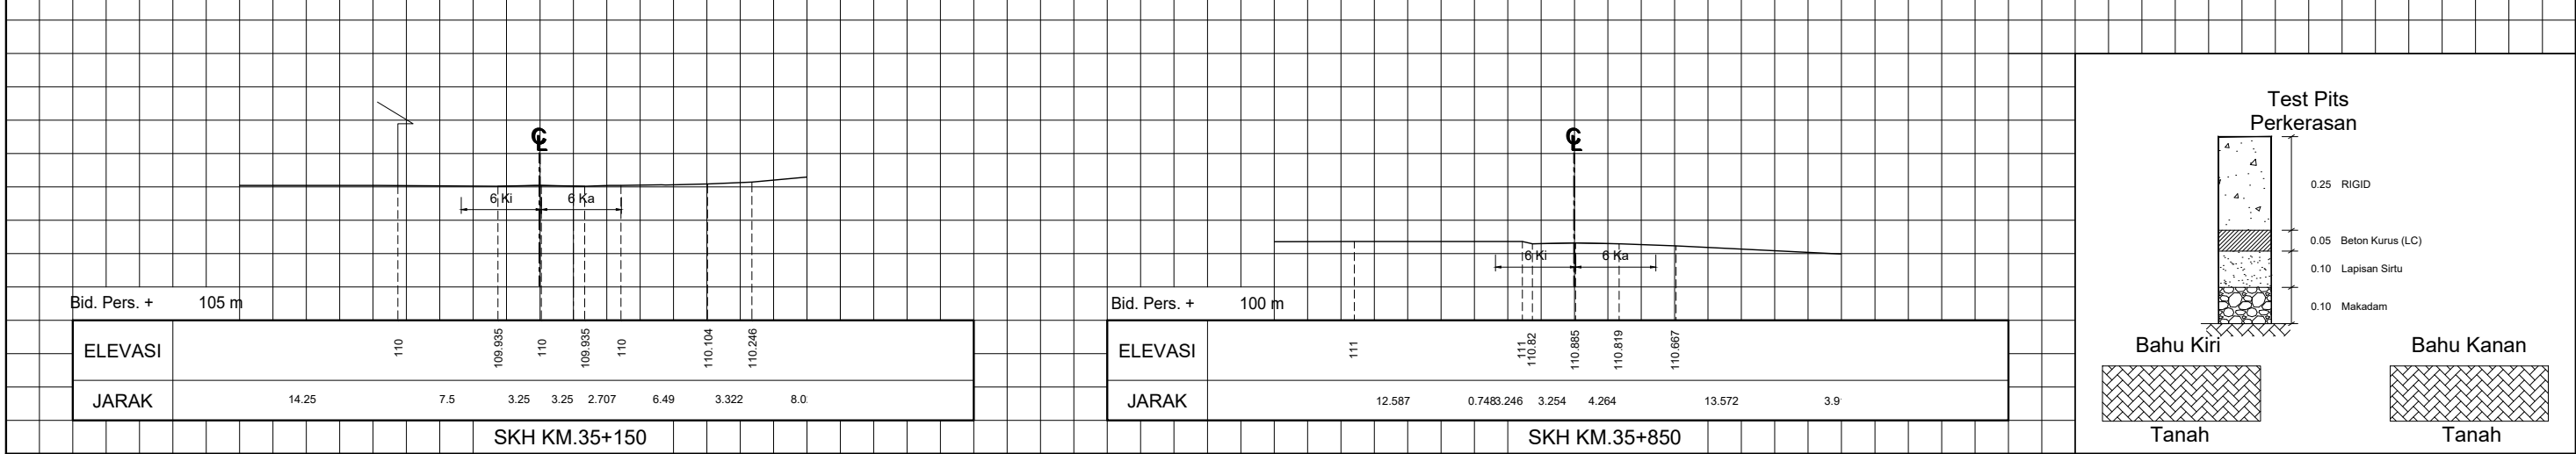 ℄
6 Ki 6 Ka
Bid. Pers. + 105 m
ELEVASI 110 109.935 110 109.935 110 110.104 110.246
JARAK 14.25 7.5 3.25 3.25 2.707 6.49 3.322 8.0
SKH KM.35+150
℄
6 Ki 6 Ka
Bid. Pers. + 100 m
ELEVASI 111 111 110.82 110.885 110.819 110.667
JARAK 12.587 0.748 3.246 3.254 4.264 13.572 3.9
SKH KM.35+850
Test Pits
Perkerasan
0.25 RIGID
0.05 Beton Kurus (LC)
0.10 Lapisan Sirtu
0.10 Makadam
Bahu Kiri
Tanah
Bahu Kanan
Tanah